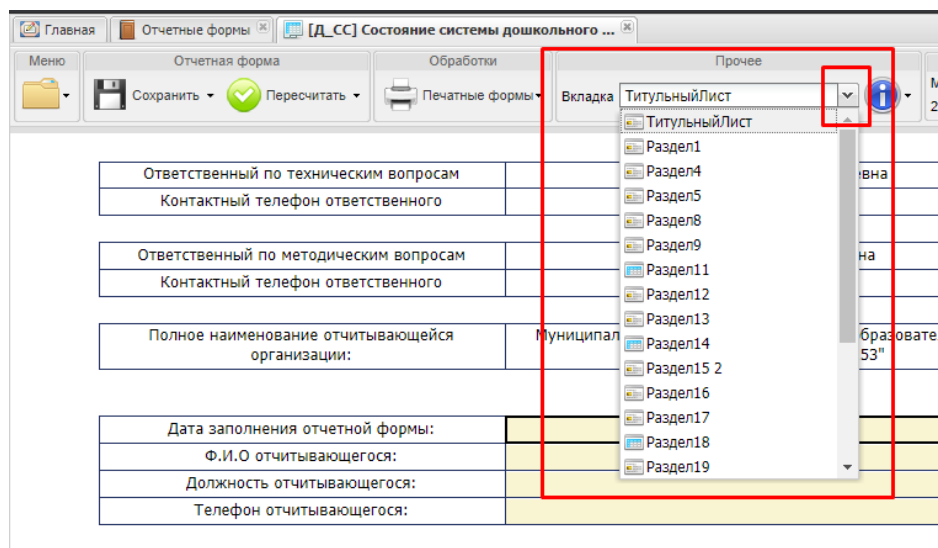 Главная
Отчетные формы
[Д_СС] Состояние системы дошкольного ...
Меню
Отчетная форма
Обработки
Прочее
Сохранить
Пересчитать
Печатные формы
Вкладка
ТитульныйЛист
2
ТитульныйЛист
Раздел1
Раздел4
Раздел5
Раздел8
Раздел9
Раздел11
Раздел12
Раздел13
Раздел14
Раздел15 2
Раздел16
Раздел17
Раздел18
Раздел19
Ответственный по техническим вопросам
евна
Контактный телефон ответственного
Ответственный по методическим вопросам
на
Контактный телефон ответственного
Полное наименование отчитывающейся
организации:
Муниципал
бразовате
53"
Дата заполнения отчетной формы:
Ф.И.О отчитывающегося:
Должность отчитывающегося:
Телефон отчитывающегося: